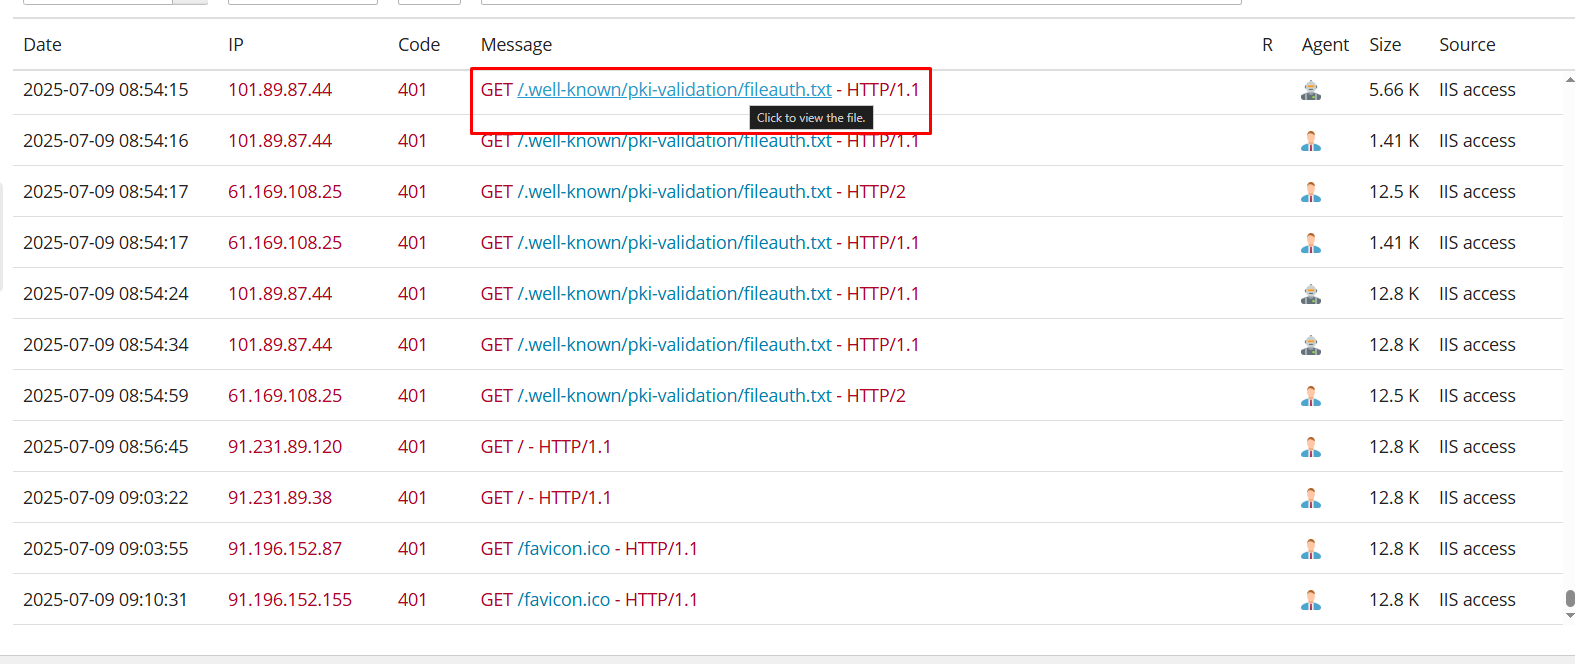 Date IP Code Message R Agent Size Source
2025-07-09 08:54:15 101.89.87.44 401 GET /.well-known/pki-validation/fileauth.txt - HTTP/1.1 5.66 K IIS access
Click to view the file.
2025-07-09 08:54:16 101.89.87.44 401 GET /.well-known/pki-validation/fileauth.txt - HTTP/1.1 1.41 K IIS access
2025-07-09 08:54:17 61.169.108.25 401 GET /.well-known/pki-validation/fileauth.txt - HTTP/2 12.5 K IIS access
2025-07-09 08:54:17 61.169.108.25 401 GET /.well-known/pki-validation/fileauth.txt - HTTP/1.1 1.41 K IIS access
2025-07-09 08:54:24 101.89.87.44 401 GET /.well-known/pki-validation/fileauth.txt - HTTP/1.1 12.8 K IIS access
2025-07-09 08:54:34 101.89.87.44 401 GET /.well-known/pki-validation/fileauth.txt - HTTP/1.1 12.8 K IIS access
2025-07-09 08:54:59 61.169.108.25 401 GET /.well-known/pki-validation/fileauth.txt - HTTP/2 12.5 K IIS access
2025-07-09 08:56:45 91.231.89.120 401 GET / - HTTP/1.1 12.8 K IIS access
2025-07-09 09:03:22 91.231.89.38 401 GET / - HTTP/1.1 12.8 K IIS access
2025-07-09 09:03:55 91.196.152.87 401 GET /favicon.ico - HTTP/1.1 12.8 K IIS access
2025-07-09 09:10:31 91.196.152.155 401 GET /favicon.ico - HTTP/1.1 12.8 K IIS access